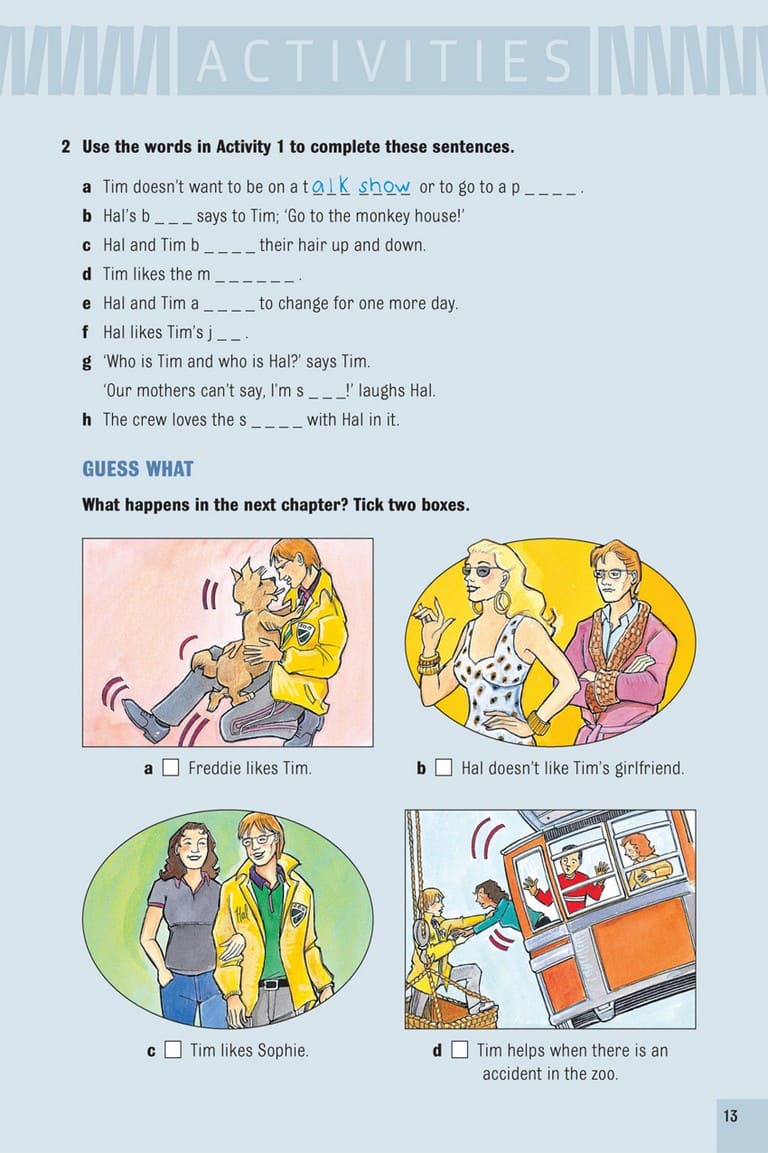 ACTIVITIES
2 Use the words in Activity 1 to complete these sentences.
a Tim doesn't want to be on a t alk show or to go to a p _ _ _ _ .
b Hal's b _ _ _ says to Tim; 'Go to the monkey house!'
c Hal and Tim b _ _ _ _ their hair up and down.
d Tim likes the m _ _ _ _ _ _ .
e Hal and Tim a _ _ _ _ to change for one more day.
f Hal likes Tim's j _ _ .
g 'Who is Tim and who is Hal?' says Tim.
'Our mothers can't say, I'm s _ _ _!' laughs Hal.
h The crew loves the s _ _ _ _ with Hal in it.
GUESS WHAT
What happens in the next chapter? Tick two boxes.
a Freddie likes Tim.
b Hal doesn't like Tim's girlfriend.
Hal
c Tim likes Sophie.
d Tim helps when there is an
accident in the zoo.
13